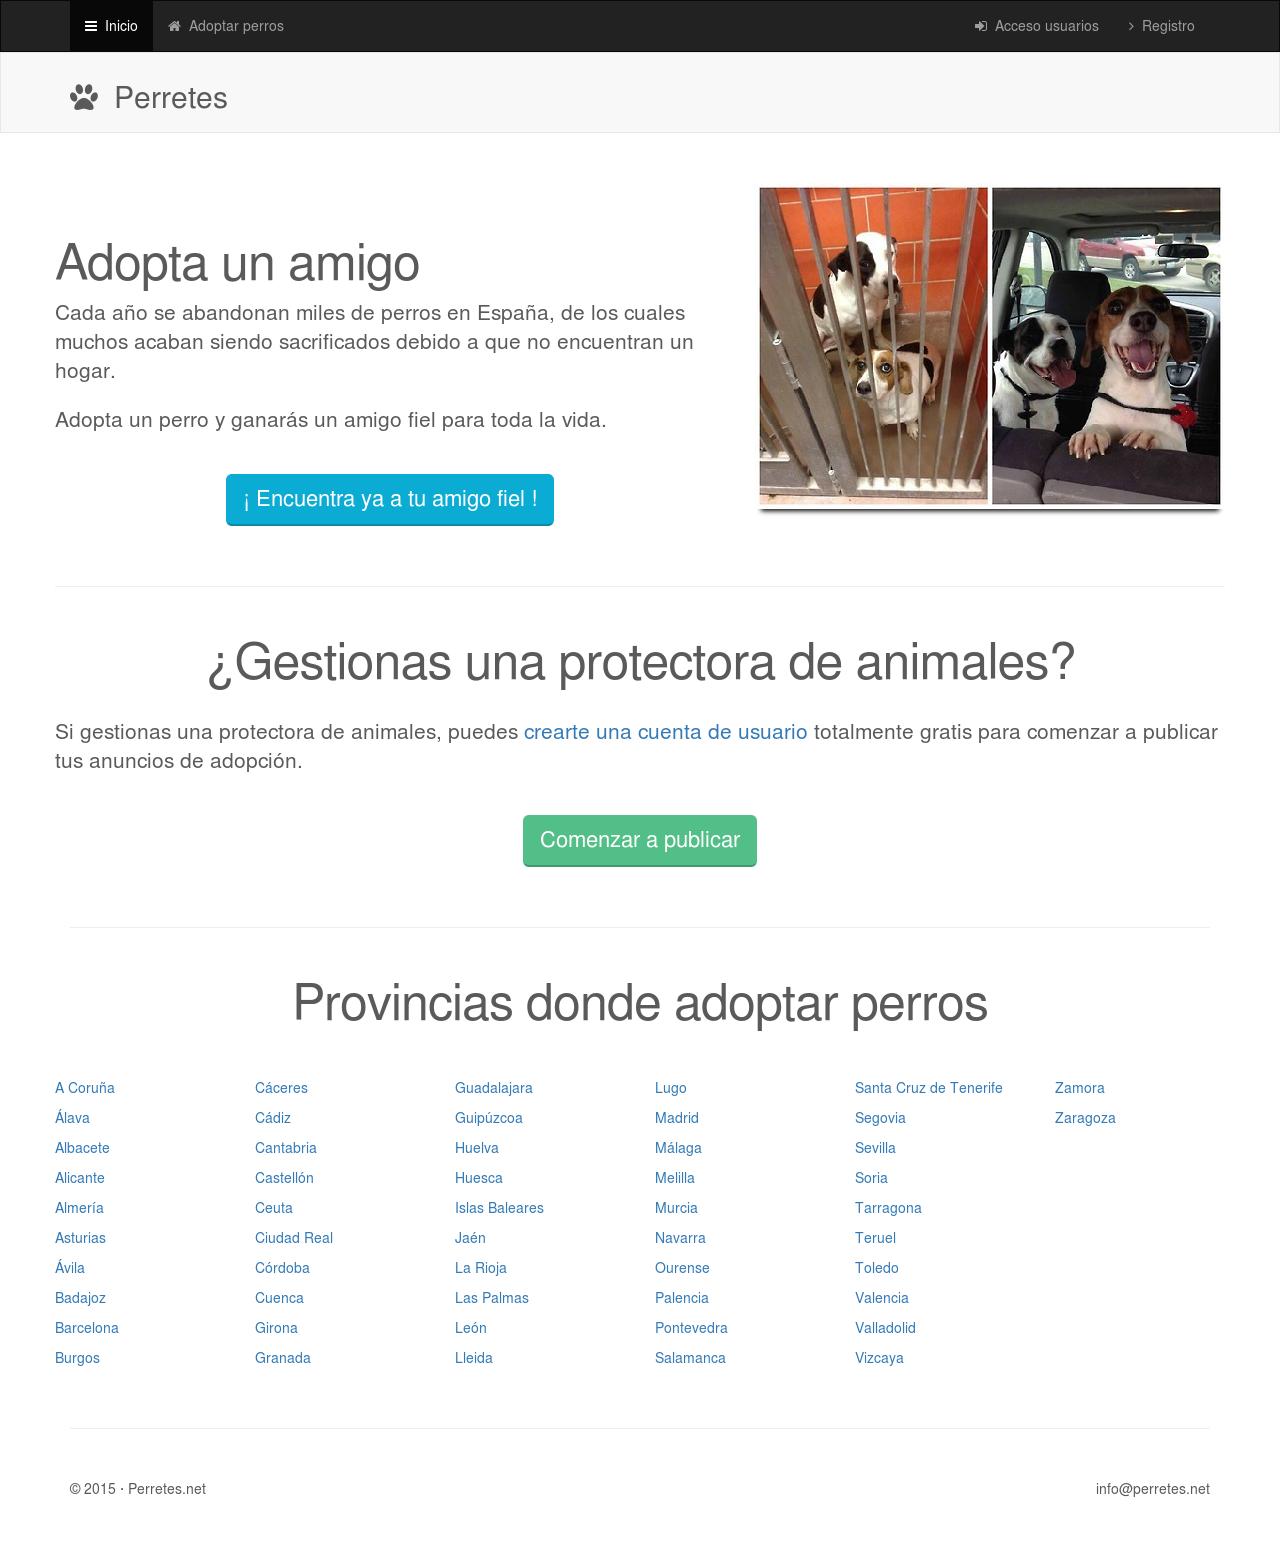 Inicio Adoptar perros Acceso usuarios Registro
Perretes
Adopta un amigo
Cada año se abandonan miles de perros en España, de los cuales
muchos acaban siendo sacrificados debido a que no encuentran un
hogar.
Adopta un perro y ganarás un amigo fiel para toda la vida.
¡ Encuentra ya a tu amigo fiel !
¿Gestionas una protectora de animales?
Si gestionas una protectora de animales, puedes crearte una cuenta de usuario totalmente gratis para comenzar a publicar
tus anuncios de adopción.
Comenzar a publicar
Provincias donde adoptar perros
A Coruña
Álava
Albacete
Alicante
Almería
Asturias
Ávila
Badajoz
Barcelona
Burgos
Cáceres
Cádiz
Cantabria
Castellón
Ceuta
Ciudad Real
Córdoba
Cuenca
Girona
Granada
Guadalajara
Guipúzcoa
Huelva
Huesca
Islas Baleares
Jaén
La Rioja
Las Palmas
León
Lleida
Lugo
Madrid
Málaga
Melilla
Murcia
Navarra
Ourense
Palencia
Pontevedra
Salamanca
Santa Cruz de Tenerife
Segovia
Sevilla
Soria
Tarragona
Teruel
Toledo
Valencia
Valladolid
Vizcaya
Zamora
Zaragoza
© 2015 · Perretes.net info@perretes.net